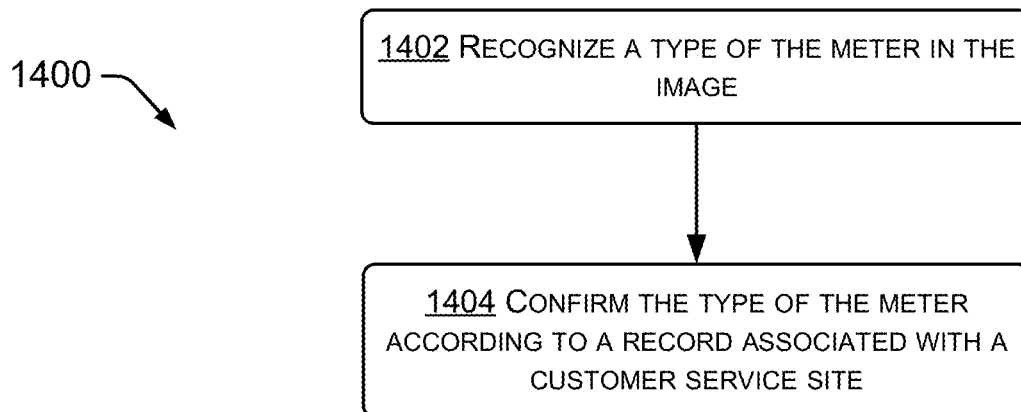 1400
1402 RECOGNIZE A TYPE OF THE METER IN THE
IMAGE
1404 CONFIRM THE TYPE OF THE METER
ACCORDING TO A RECORD ASSOCIATED WITH A
CUSTOMER SERVICE SITE